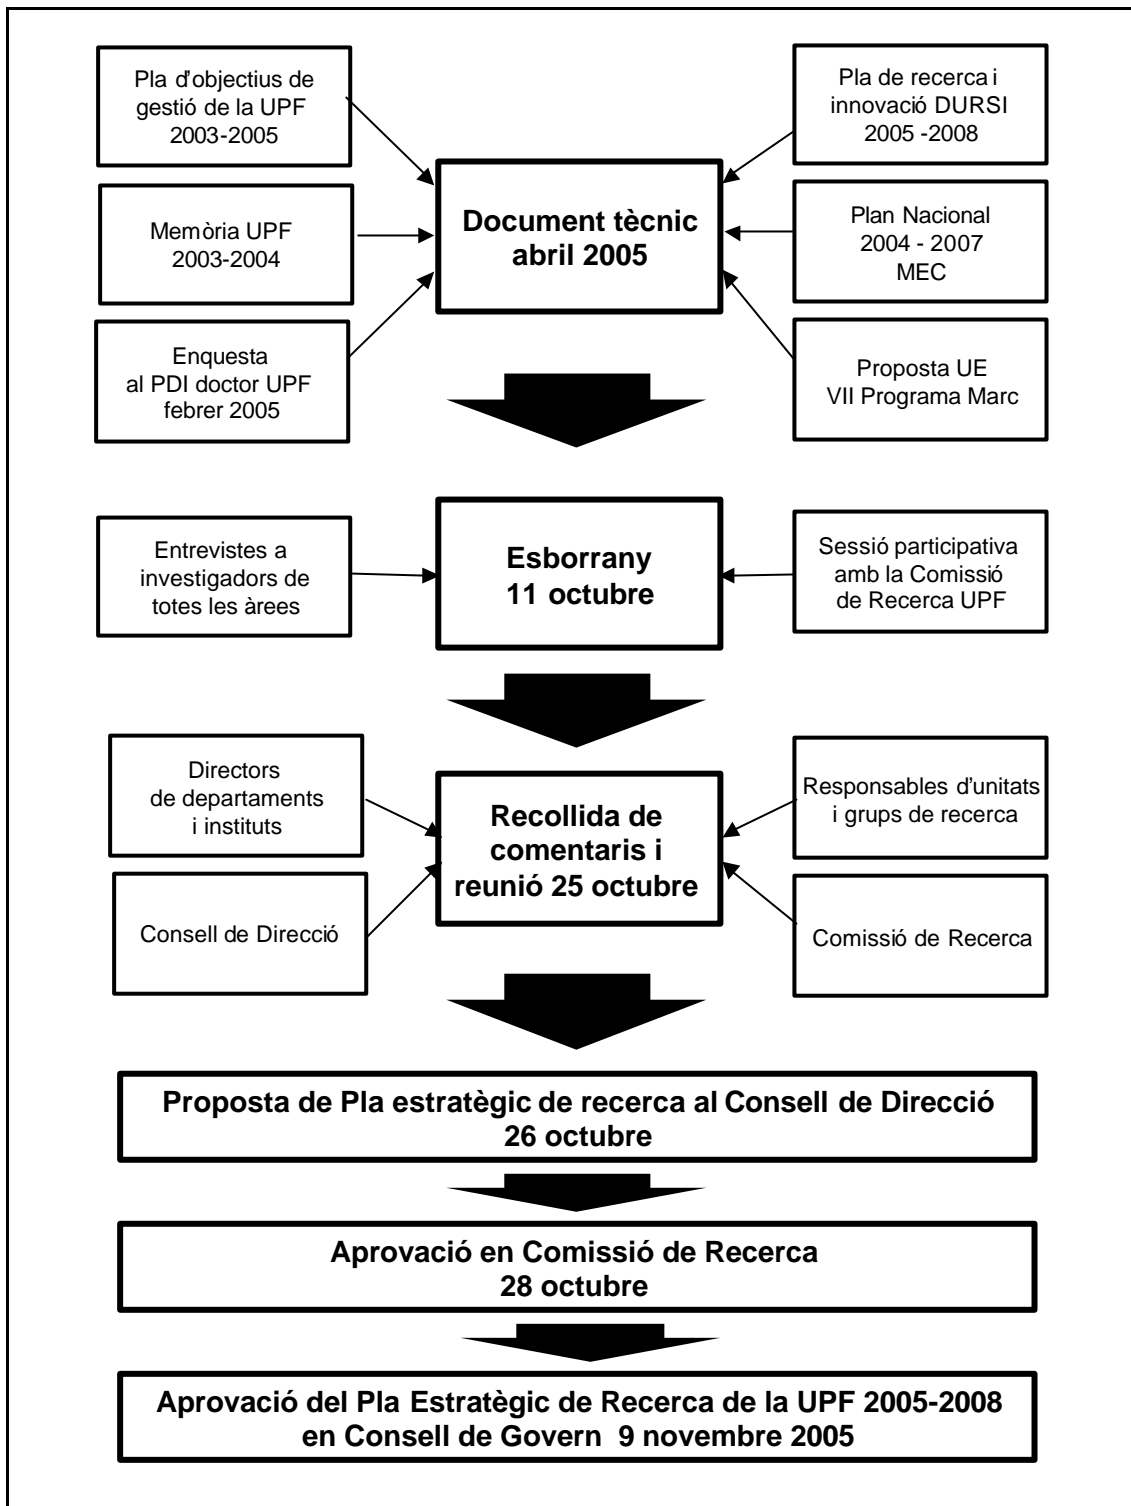 Pla d'objectius de
gestió de la UPF
2003-2005
Memòria UPF
2003-2004
Enquesta
al PDI doctor UPF
febrer 2005
Document tècnic
abril 2005
Pla de recerca i
innovació DURSI
2005 -2008
Plan Nacional
2004 - 2007
MEC
Proposta UE
VII Programa Marc
Entrevistes a
investigadors de
totes les àrees
Esborrany
11 octubre
Sessió participativa
amb la Comissió
de Recerca UPF
Directors
de departaments
i instituts
Consell de Direcció
Recollida de
comentaris i
reunió 25 octubre
Responsables d'unitats
i grups de recerca
Comissió de Recerca
Proposta de Pla estratègic de recerca al Consell de Direcció
26 octubre
Aprovació en Comissió de Recerca
28 octubre
Aprovació del Pla Estratègic de Recerca de la UPF 2005-2008
en Consell de Govern 9 novembre 2005